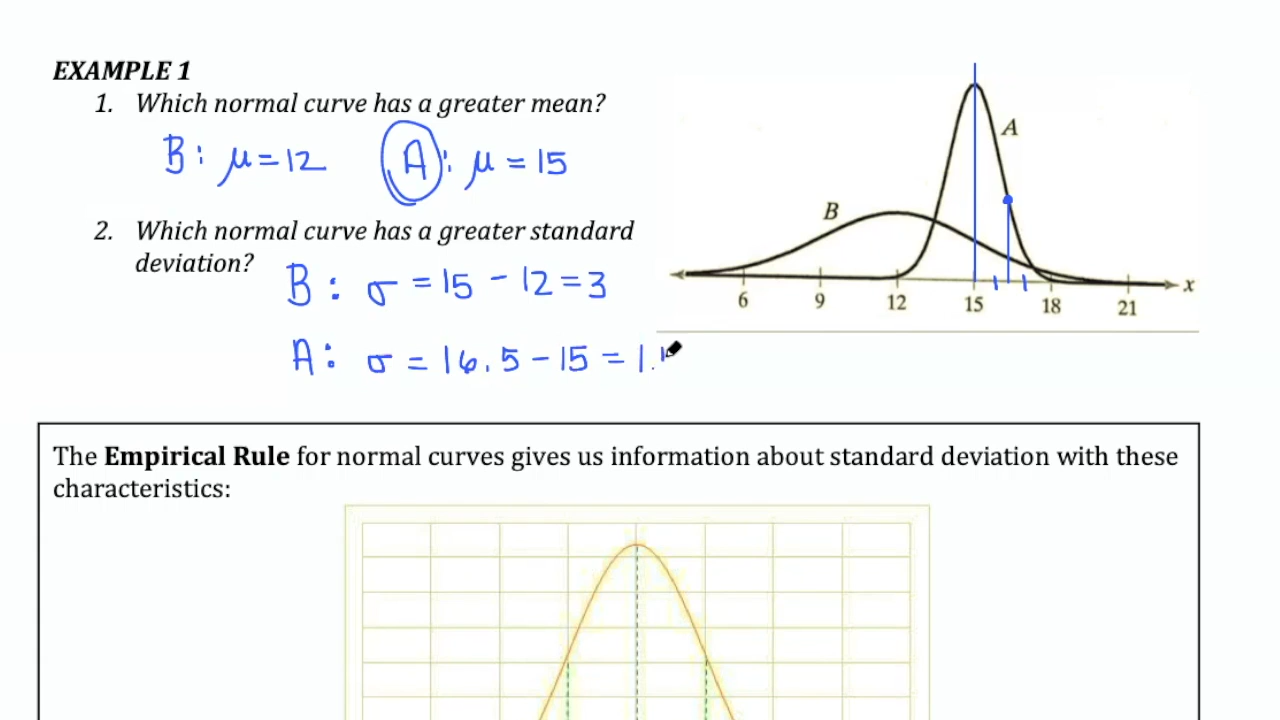 EXAMPLE 1
1. Which normal curve has a greater mean?
B: μ = 12 A: μ = 15
2. Which normal curve has a greater standard
deviation?
B: σ = 15 - 12 = 3
A: σ = 16.5 - 15 = 1.
A
B
6 9 12 15 18 21 x
The Empirical Rule for normal curves gives us information about standard deviation with these
characteristics: